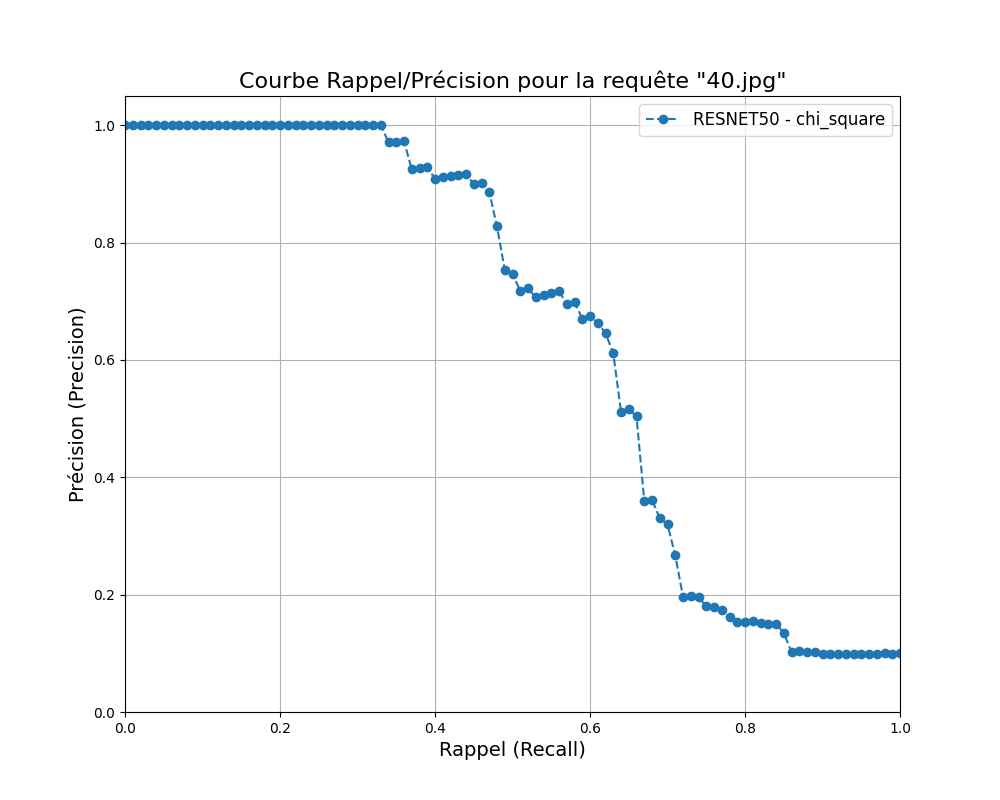 Courbe Rappel/Précision pour la requête "40.jpg"
RESNET50 - chi_square
1.0
0.8
0.6
0.4
0.2
0.0
Précision (Precision)
0.0 0.2 0.4 0.6 0.8 1.0
Rappel (Recall)